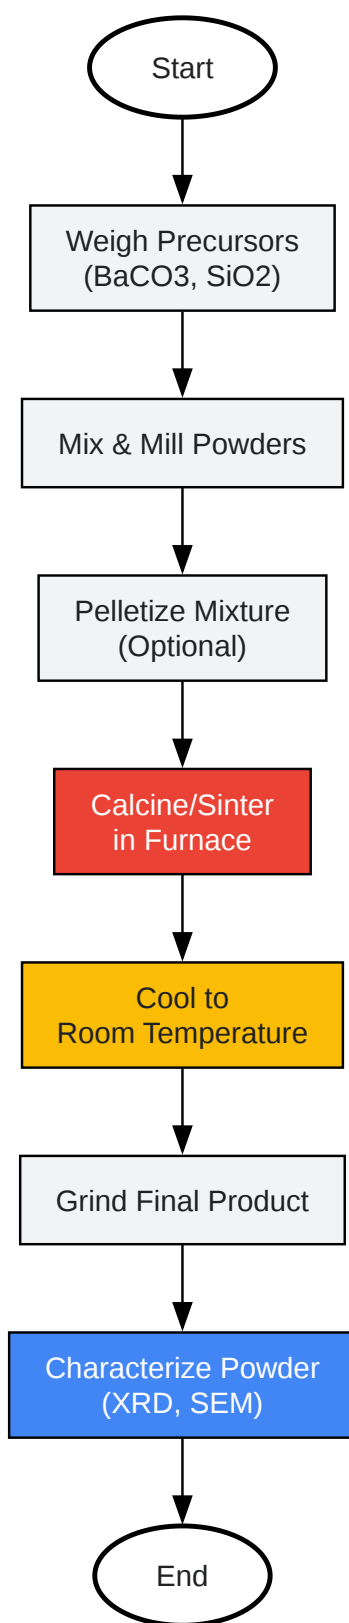 Start
Weigh Precursors
(BaCO3, SiO2)
Mix & Mill Powders
Pelletize Mixture
(Optional)
Calcine/Sinter
in Furnace
Cool to
Room Temperature
Grind Final Product
Characterize Powder
(XRD, SEM)
End